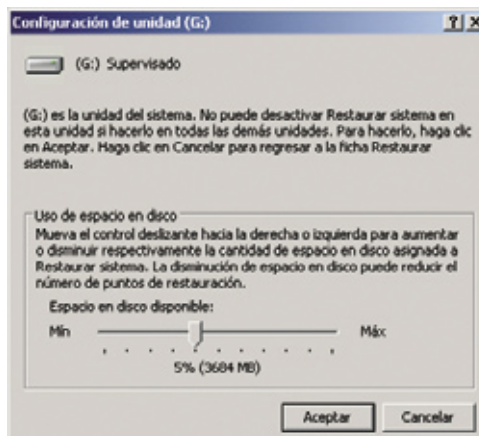 Configuración de unidad (G:)
(G:) Supervisado
(G:) es la unidad del sistema. No puede desactivar Restaurar sistema en
esta unidad si hacerlo en todas las demás unidades. Para hacerlo, haga clic
en Aceptar. Haga clic en Cancelar para regresar a la ficha Restaurar
sistema.
Uso de espacio en disco
Mueva el control deslizante hacia la derecha o izquierda para aumentar
o disminuir respectivamente la cantidad de espacio en disco asignada a
Restaurar sistema. La disminución de espacio en disco puede reducir el
número de puntos de restauración.
Espacio en disco disponible:
Mín Máx
5% (3684 MB)
Aceptar Cancelar